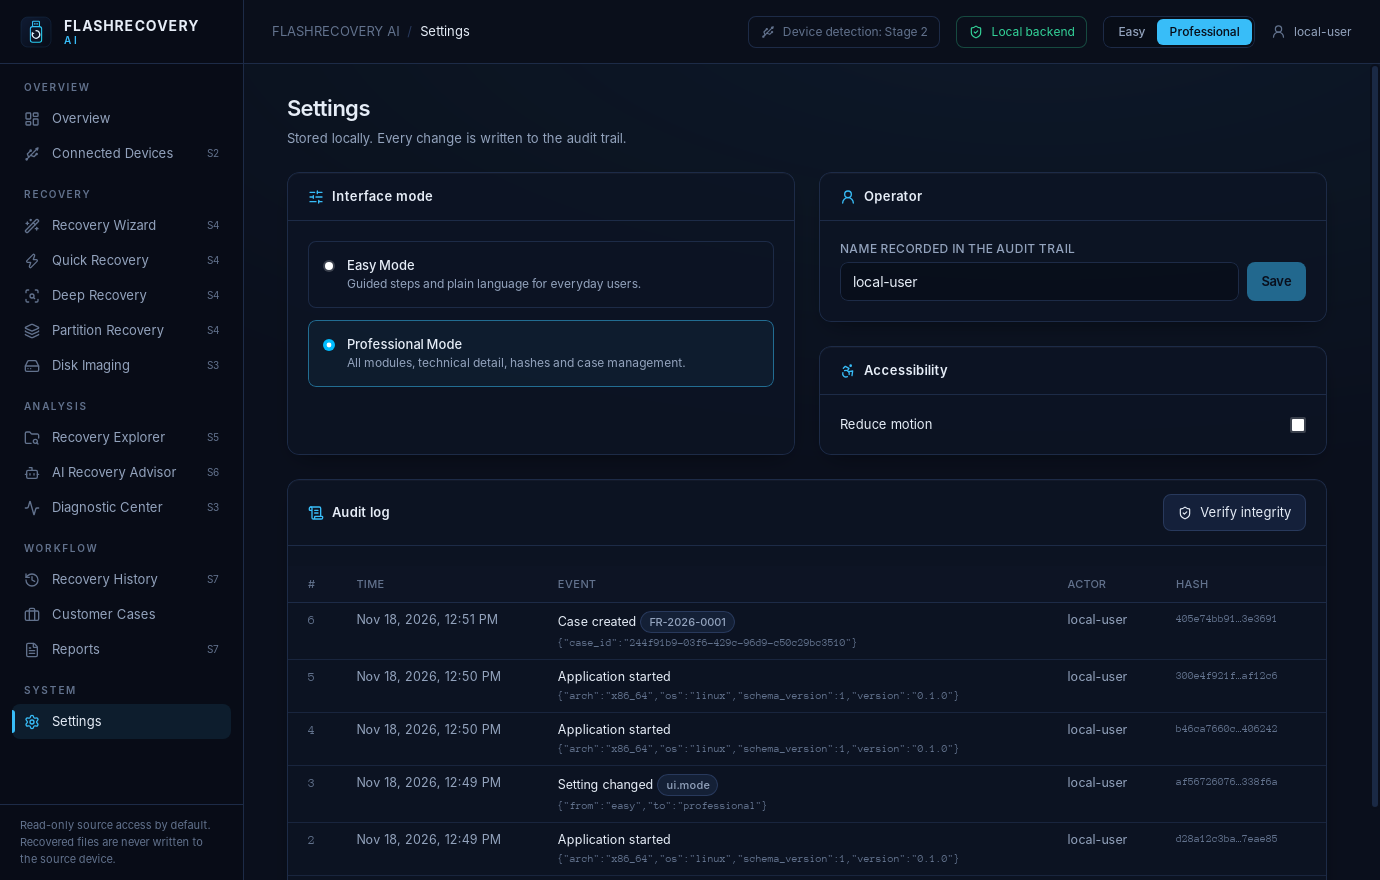 FLASHRECOVERY
AI
FLASHRECOVERY AI / Settings
Device detection: Stage 2
Local backend
Easy
Professional
local-user
OVERVIEW
Overview
Connected Devices S2
RECOVERY
Recovery Wizard S4
Quick Recovery S4
Deep Recovery S4
Partition Recovery S4
Disk Imaging S3
ANALYSIS
Recovery Explorer S5
AI Recovery Advisor S6
Diagnostic Center S3
WORKFLOW
Recovery History S7
Customer Cases
Reports S7
SYSTEM
Settings
Read-only source access by default.
Recovered files are never written to
the source device.
Settings
Stored locally. Every change is written to the audit trail.
Interface mode
Easy Mode
Guided steps and plain language for everyday users.
Professional Mode
All modules, technical detail, hashes and case management.
Operator
NAME RECORDED IN THE AUDIT TRAIL
local-user
Save
Accessibility
Reduce motion
Audit log
Verify integrity
# TIME EVENT ACTOR HASH
6 Nov 18, 2026, 12:51 PM Case created FR-2026-0001 local-user 405e74bb91…3e3691
{"case_id":"244f91b9-03f6-429c-96d9-c50c29bc3510"}
5 Nov 18, 2026, 12:50 PM Application started local-user 300e4f921f…af12c6
{"arch":"x86_64","os":"linux","schema_version":1,"version":"0.1.0"}
4 Nov 18, 2026, 12:50 PM Application started local-user b46ca7660c…406242
{"arch":"x86_64","os":"linux","schema_version":1,"version":"0.1.0"}
3 Nov 18, 2026, 12:49 PM Setting changed ui.mode local-user af56726076…338f6a
{"from":"easy","to":"professional"}
2 Nov 18, 2026, 12:49 PM Application started local-user d28a12c3ba…7eae85
{"arch":"x86_64","os":"linux","schema_version":1,"version":"0.1.0"}